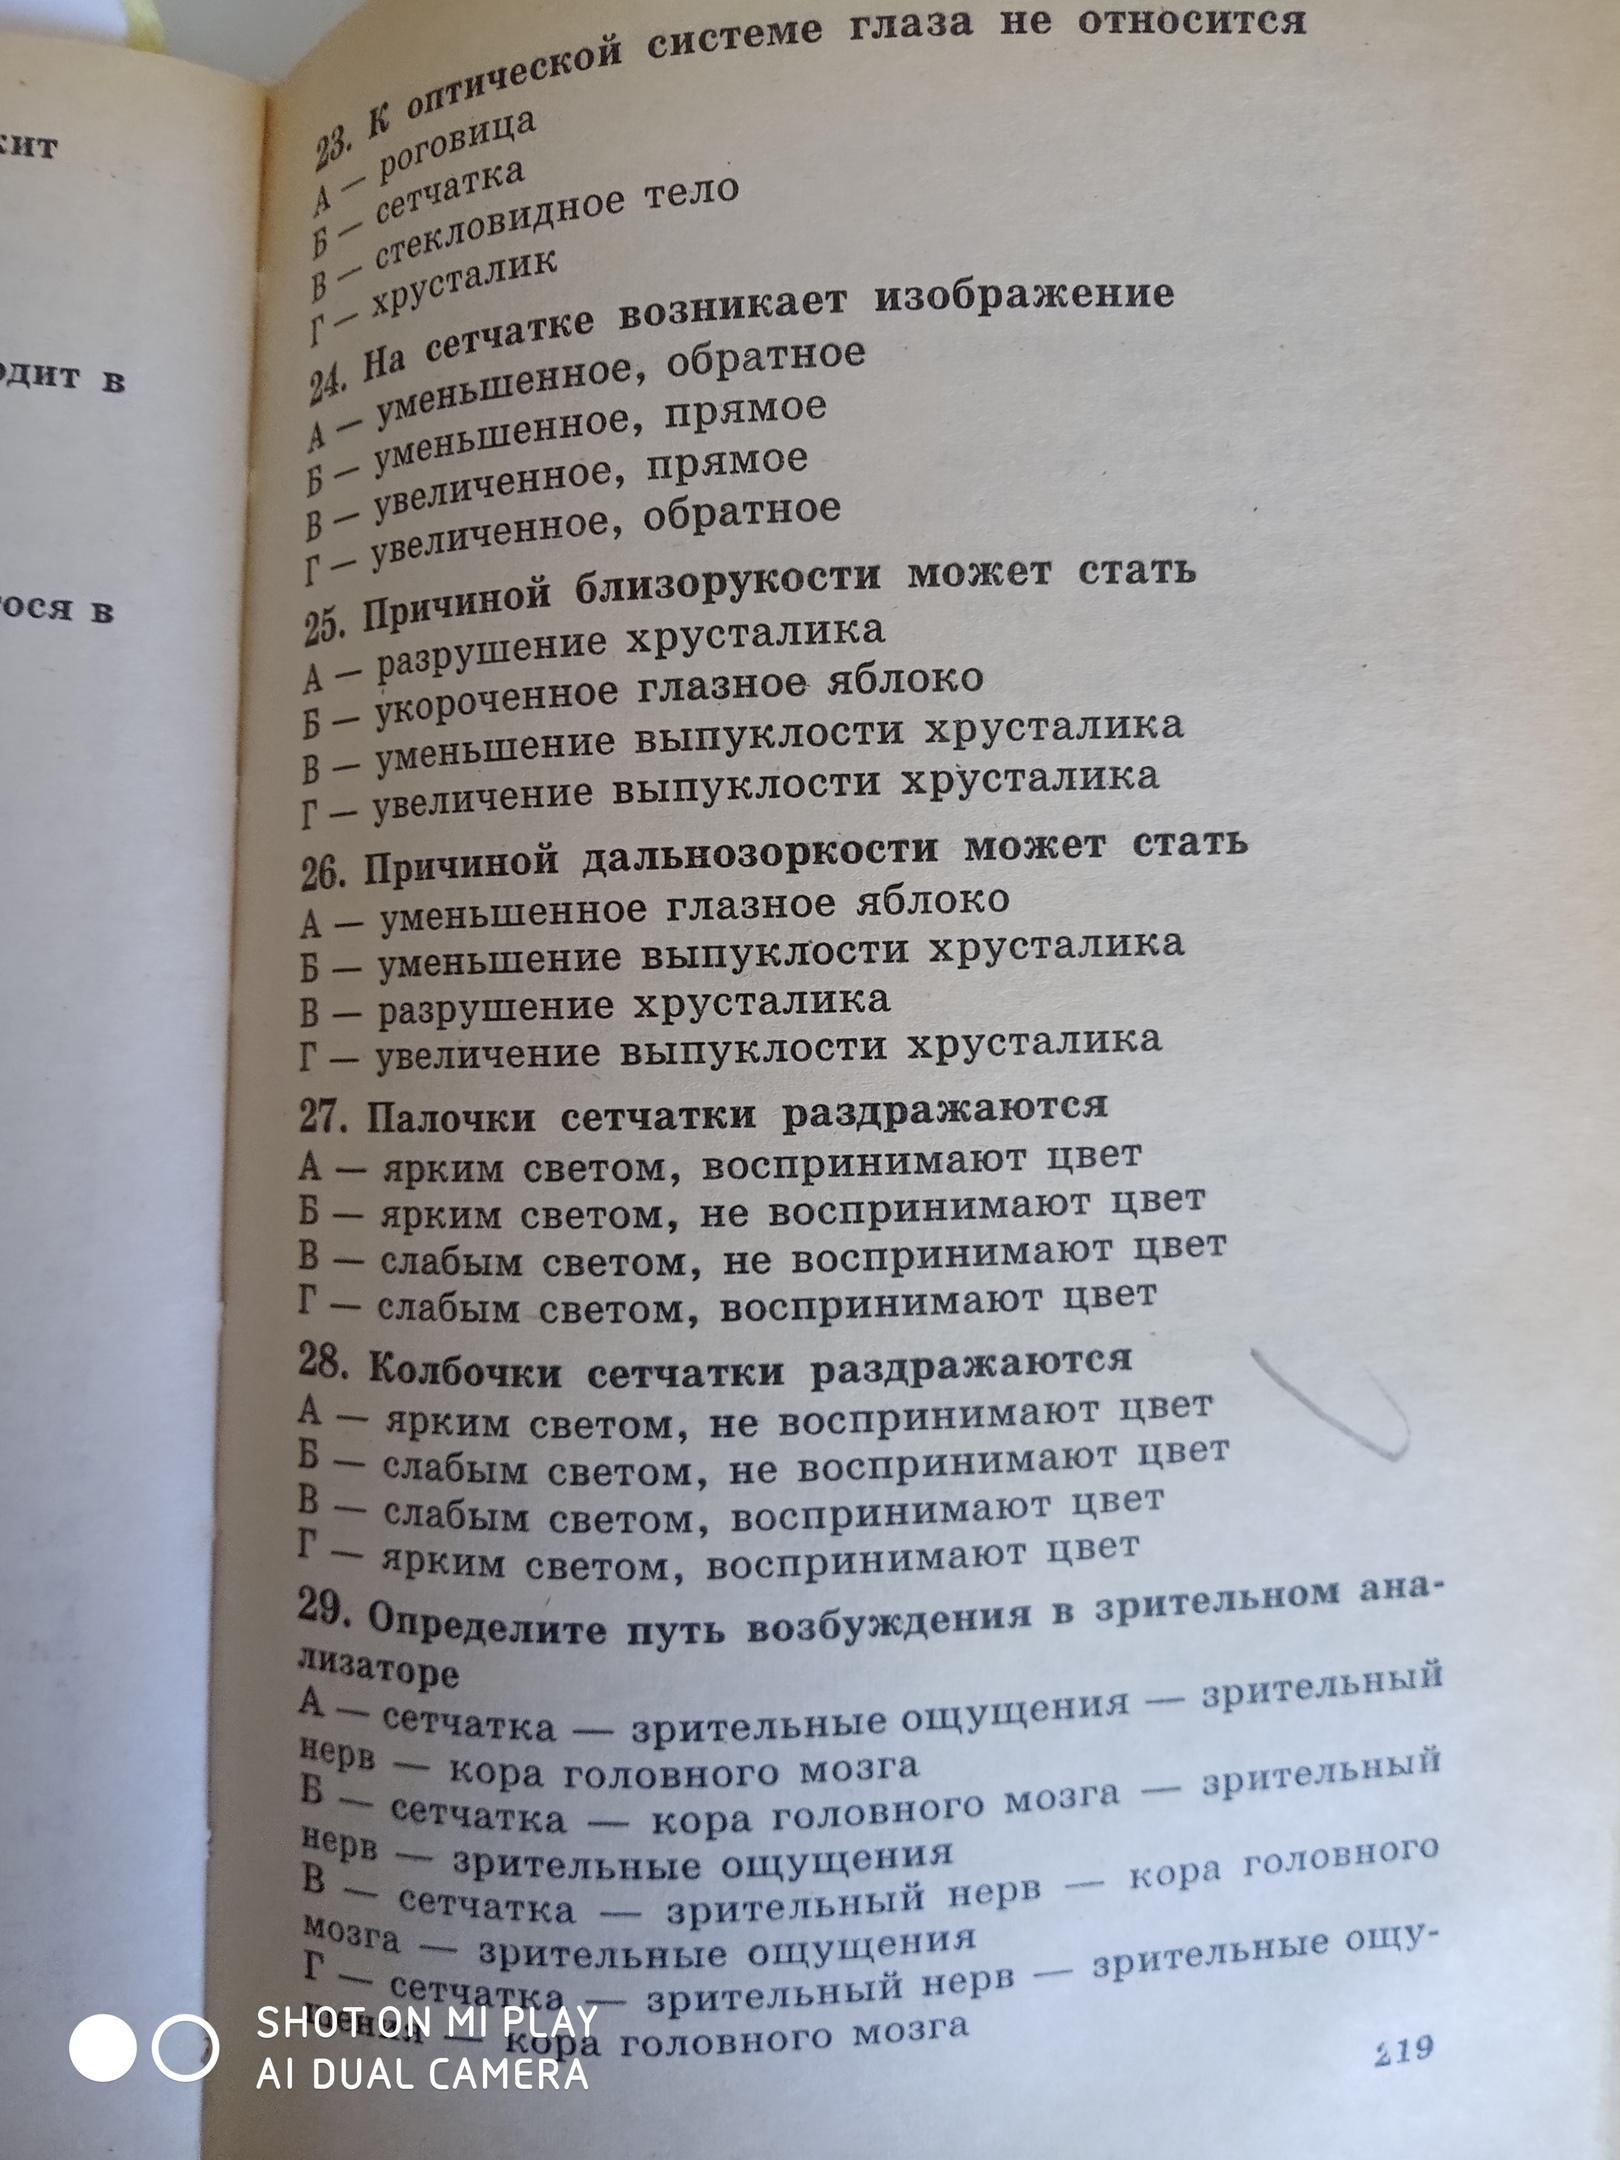 кит
одит в
ося в
23. К оптической системе глаза не относится
А — роговица
Б — сетчатка
В — стекловидное тело
Г — хрусталик
24. На сетчатке возникает изображение
А — уменьшенное, обратное
Б — уменьшенное, прямое
В — увеличенное, прямое
Г — увеличенное, обратное
25. Причиной близорукости может стать
А — разрушение хрусталика
Б — укороченное глазное яблоко
В — уменьшение выпуклости хрусталика
Г — увеличение выпуклости хрусталика
26. Причиной дальнозоркости может стать
А — уменьшенное глазное яблоко
Б — уменьшение выпуклости хрусталика
В — разрушение хрусталика
Г — увеличение выпуклости хрусталика
27. Палочки сетчатки раздражаются
А — ярким светом, воспринимают цвет
Б — ярким светом, не воспринимают цвет
В — слабым светом, не воспринимают цвет
Г — слабым светом, воспринимают цвет
28. Колбочки сетчатки раздражаются
А — ярким светом, не воспринимают цвет
Б — слабым светом, не воспринимают цвет
В — слабым светом, воспринимают цвет
Г — ярким светом, воспринимают цвет
29. Определите путь возбуждения в зрительном ана-
лизаторе
А — сетчатка — зрительные ощущения — зрительный
нерв — кора головного мозга
Б — сетчатка — кора головного мозга — зрительный
нерв — зрительные ощущения
В — сетчатка — зрительный нерв — кора головного
мозга — зрительные ощущения
Г — сетчатка — зрительный нерв — зрительные ощу-
щения — кора головного мозга
219
SHOT ON MI PLAY
AI DUAL CAMERA